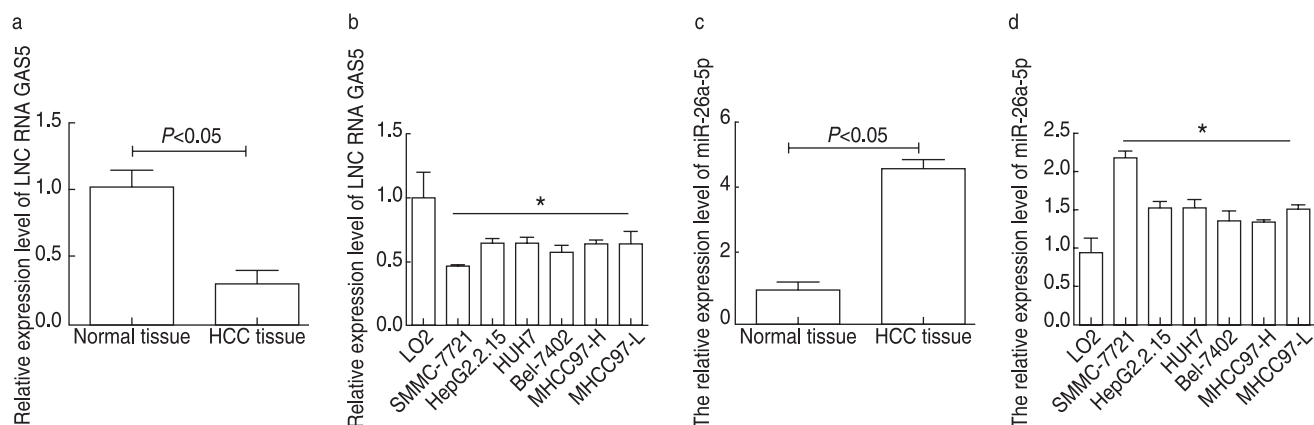 a
Relative expression level of LNC RNA GAS5
1.5
1.0
0.5
0.0
P<0.05
Normal tissue
HCC tissue
b
Relative expression level of LNC RNA GAS5
1.5
1.0
0.5
0.0
*
LO2
SMMC-7721
HepG2.2.15
HUH7
Bel-7402
MHCC97-H
MHCC97-L
c
The relative expression level of miR-26a-5p
6
4
2
0
P<0.05
Normal tissue
HCC tissue
d
The relative expression level of miR-26a-5p
2.5
2.0
1.5
1.0
0.5
0.0
*
LO2
SMMC-7721
HepG2.2.15
HUH7
Bel-7402
MHCC97-H
MHCC97-L